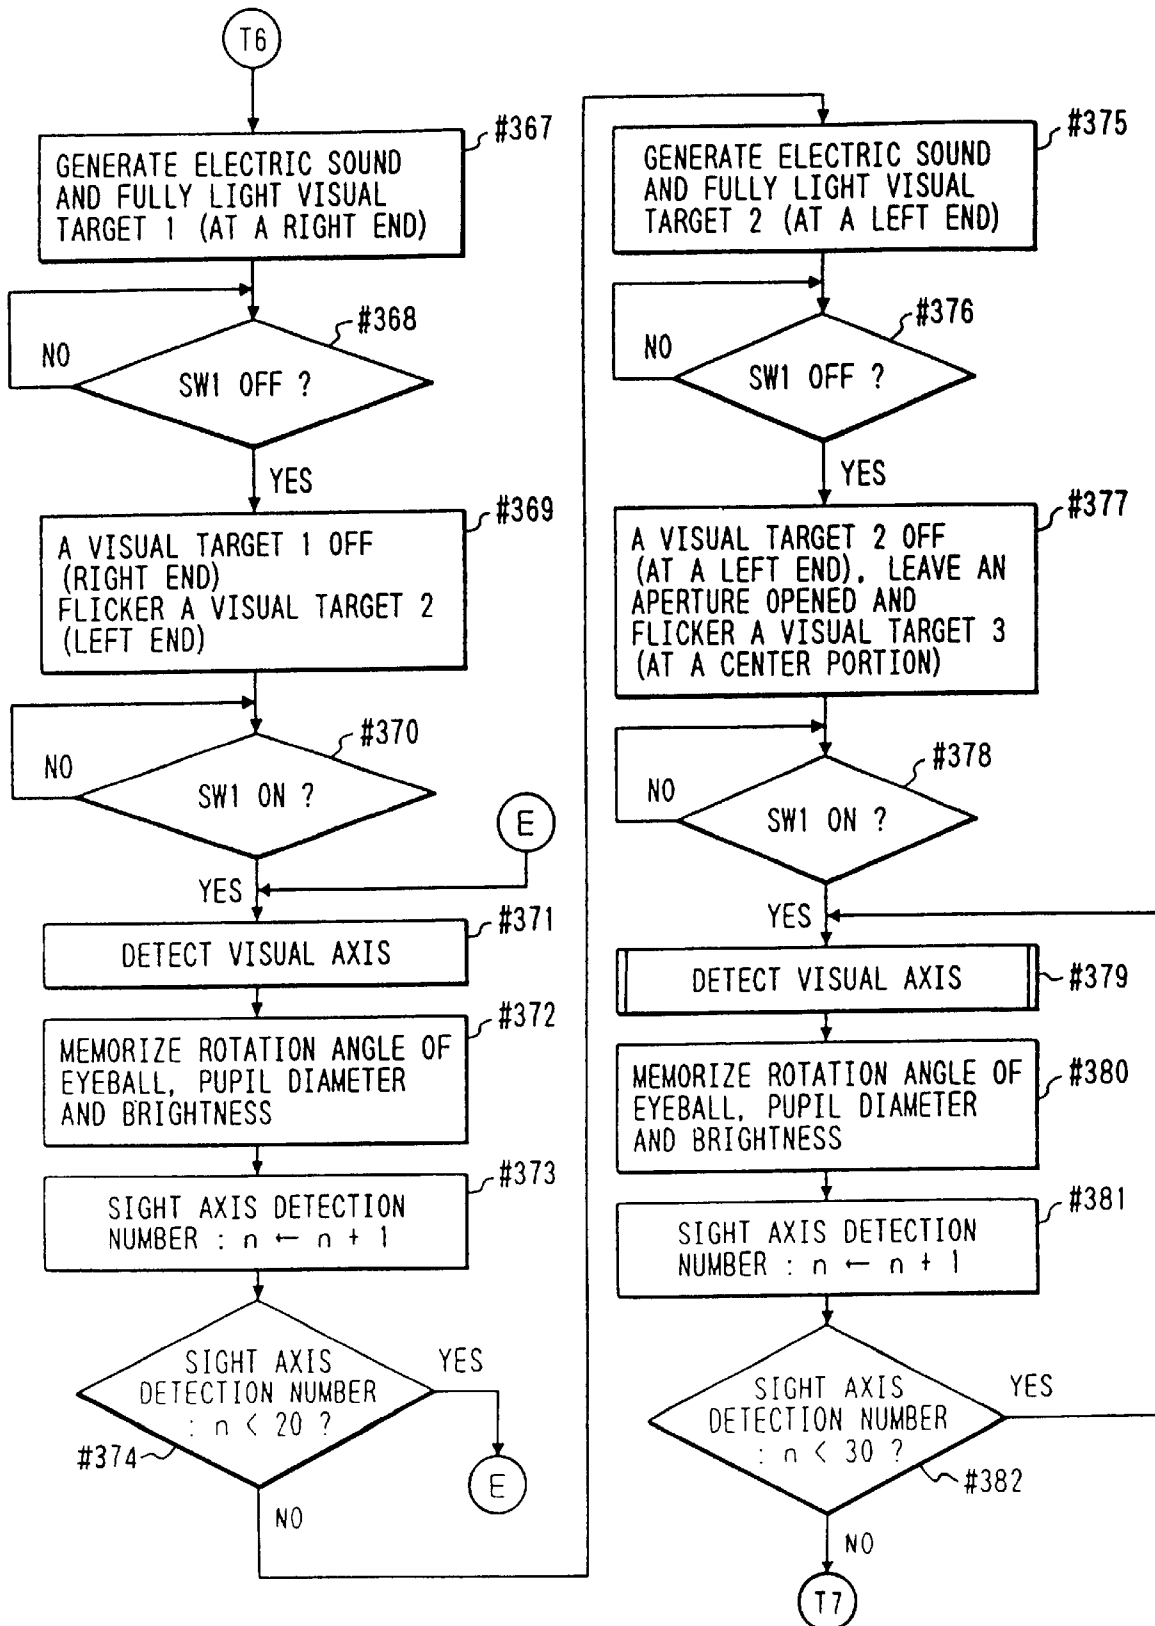 T6
#367
GENERATE ELECTRIC SOUND
AND FULLY LIGHT VISUAL
TARGET 1 (AT A RIGHT END)
#368
NO
SW1 OFF ?
YES
#369
A VISUAL TARGET 1 OFF
(RIGHT END)
FLICKER A VISUAL TARGET 2
(LEFT END)
#370
NO
SW1 ON ?
E
YES
#371
DETECT VISUAL AXIS
#372
MEMORIZE ROTATION ANGLE OF
EYEBALL, PUPIL DIAMETER
AND BRIGHTNESS
#373
SIGHT AXIS DETECTION
NUMBER : n ← n + 1
SIGHT AXIS
DETECTION NUMBER
: n < 20 ?
YES
#374
E
NO
#375
GENERATE ELECTRIC SOUND
AND FULLY LIGHT VISUAL
TARGET 2 (AT A LEFT END)
#376
NO
SW1 OFF ?
YES
#377
A VISUAL TARGET 2 OFF
(AT A LEFT END), LEAVE AN
APERTURE OPENED AND
FLICKER A VISUAL TARGET 3
(AT A CENTER PORTION)
#378
NO
SW1 ON ?
YES
DETECT VISUAL AXIS
#379
MEMORIZE ROTATION ANGLE OF
EYEBALL, PUPIL DIAMETER
AND BRIGHTNESS
#380
#381
SIGHT AXIS DETECTION
NUMBER : n ← n + 1
SIGHT AXIS
DETECTION NUMBER
: n < 30 ?
YES
#382
NO
T7